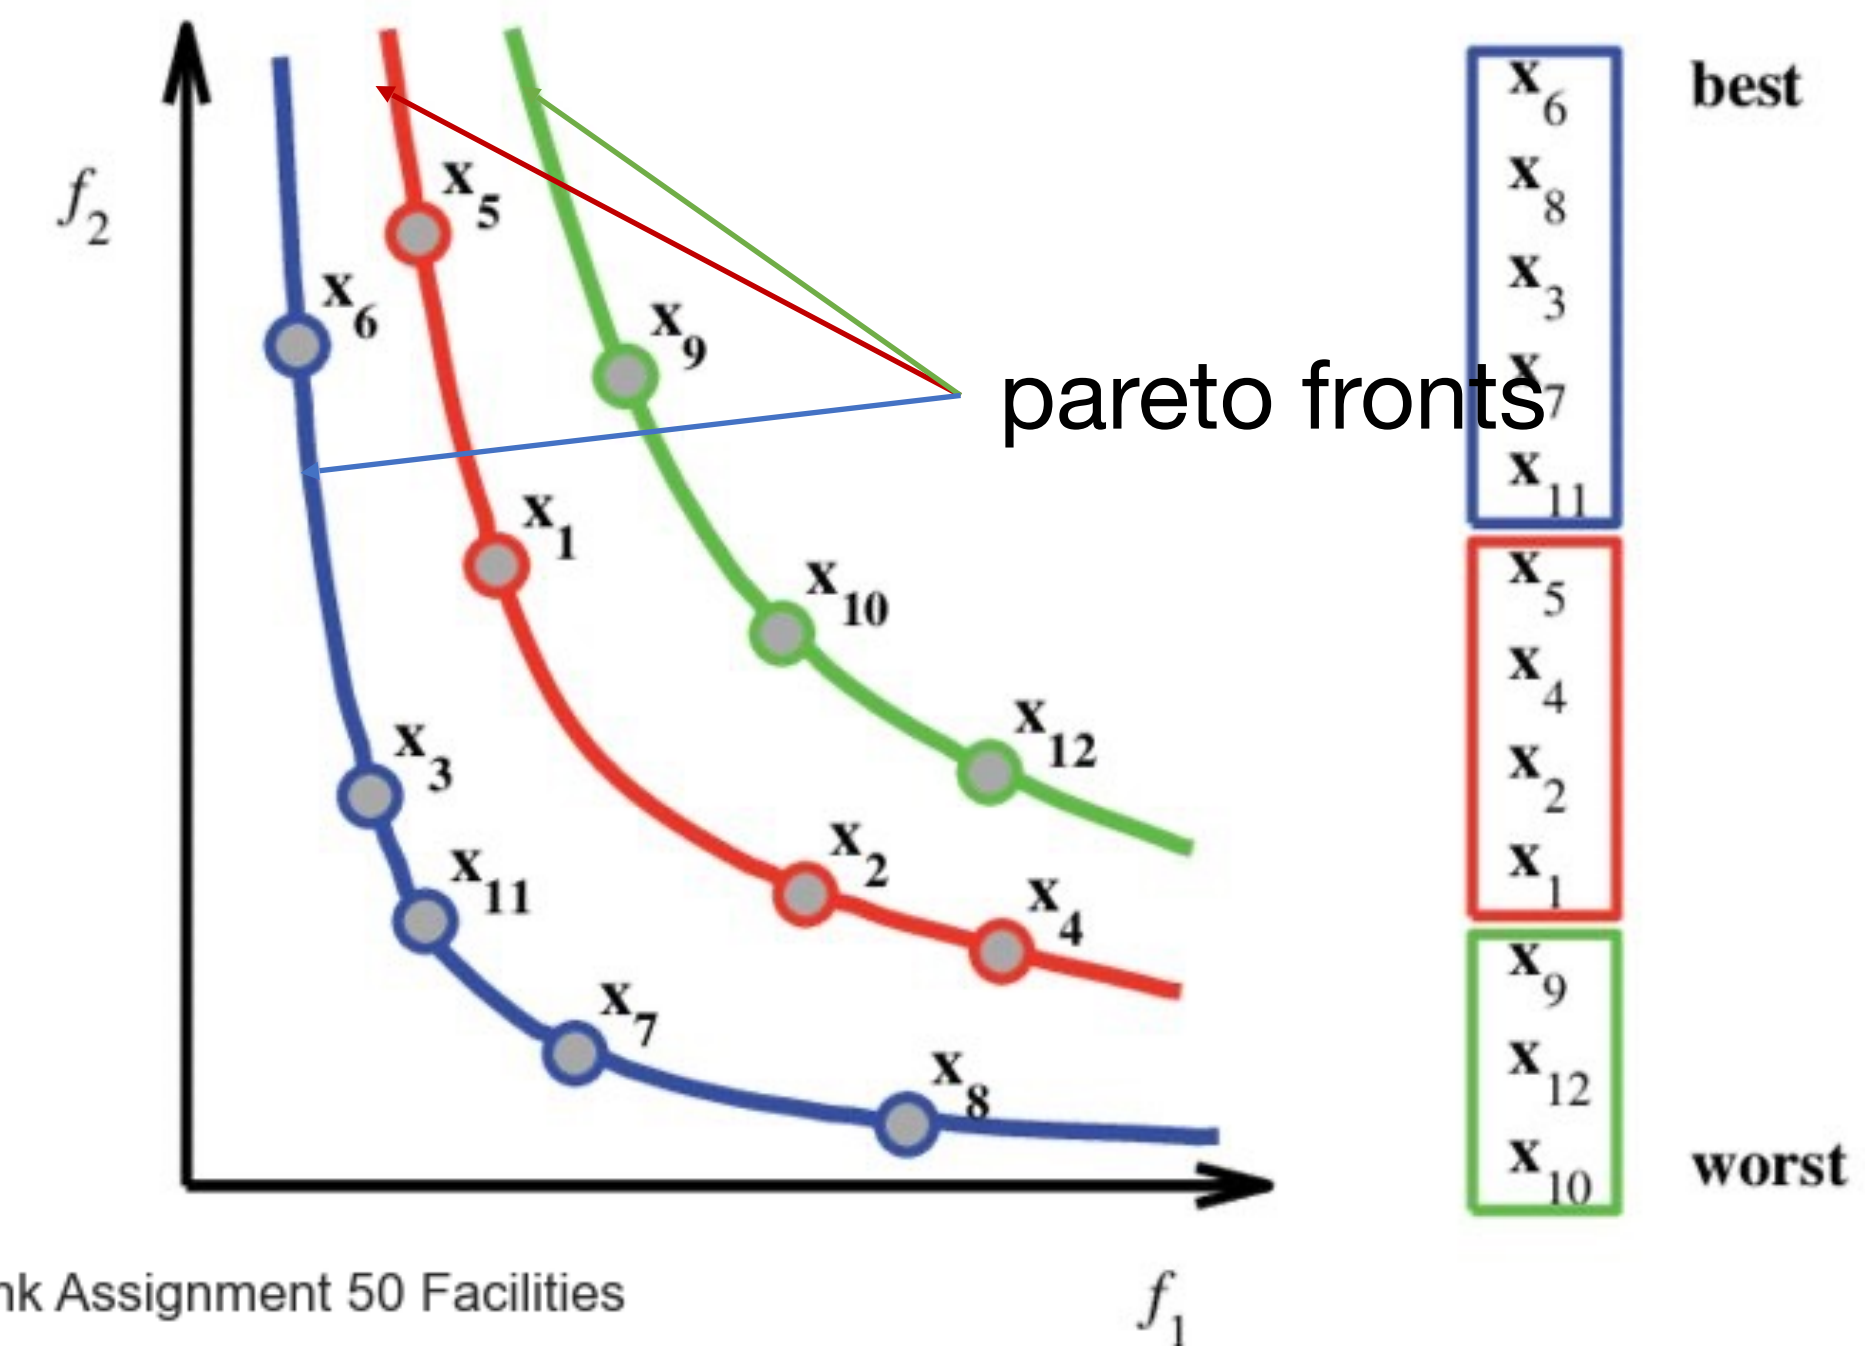 f2
x5
x6
x9
x1
x10
x3
x12
x11
x2
x4
x7
x8
pareto fronts
f1
nk Assignment 50 Facilities
x6 best
x8
x3
x7
x11
x5
x4
x2
x1
x9
x12
x10 worst